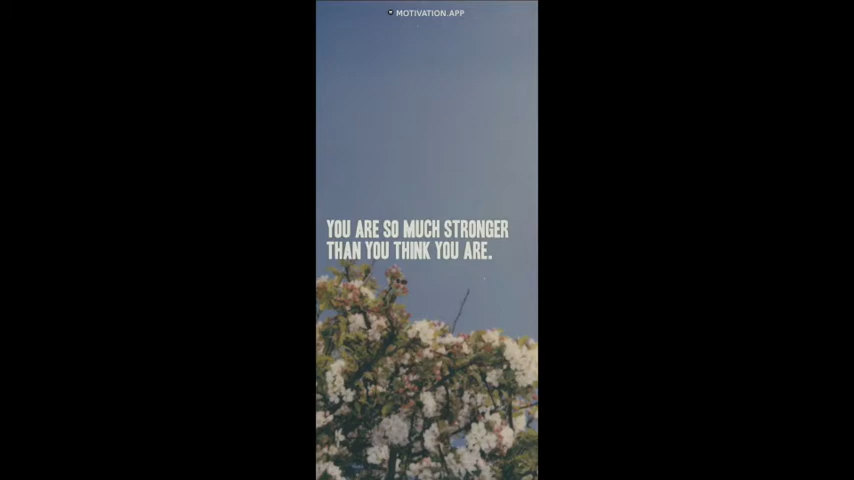 MOTIVATION.APP
YOU ARE SO MUCH STRONGER
THAN YOU THINK YOU ARE.